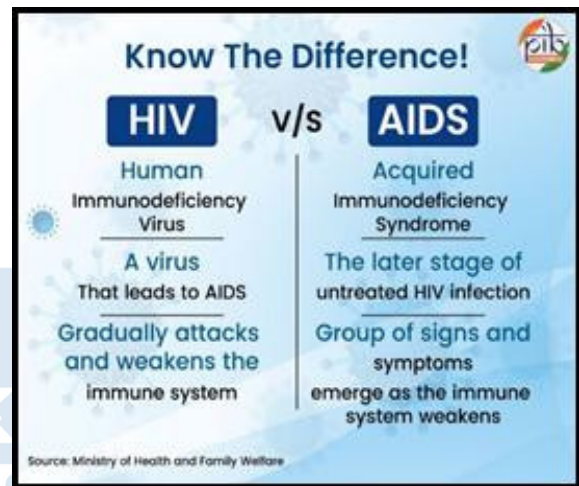 Know The Difference!
pib
HIV V/S AIDS
Human
Immunodeficiency
Virus
A virus
That leads to AIDS
Gradually attacks
and weakens the
immune system
Acquired
Immunodeficiency
Syndrome
The later stage of
untreated HIV infection
Group of signs and
symptoms
emerge as the immune
system weakens
Source: Ministry of Health and Family Welfare